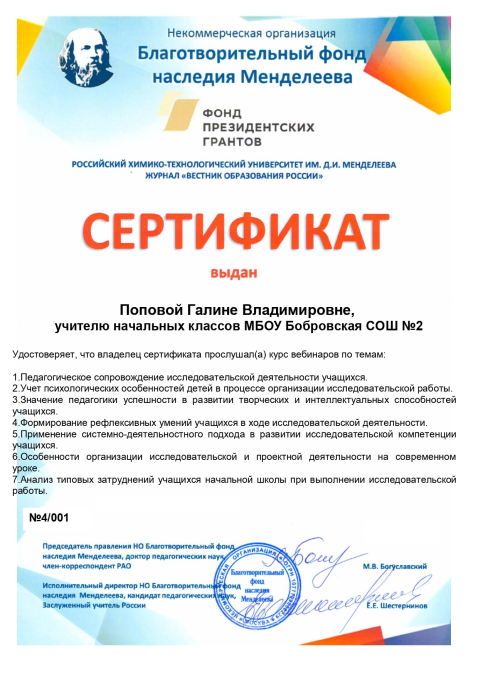 Некоммерческая организация
Благотворительный фонд
наследия Менделеева
ФОНД
ПРЕЗИДЕНТСКИХ
ГРАНТОВ
РОССИЙСКИЙ ХИМИКО-ТЕХНОЛОГИЧЕСКИЙ УНИВЕРСИТЕТ ИМ. Д.И. МЕНДЕЛЕЕВА
ЖУРНАЛ «ВЕСТНИК ОБРАЗОВАНИЯ РОССИИ»
СЕРТИФИКАТ
выдан
Поповой Галине Владимировне,
учителю начальных классов МБОУ Бобровская СОШ №2
Удостоверяет, что владелец сертификата прослушал(а) курс вебинаров по темам:
1.Педагогическое сопровождение исследовательской деятельности учащихся.
2.Учет психологических особенностей детей в процессе организации исследовательской работы.
3.Значение педагогики успешности в развитии творческих и интеллектуальных способностей
учащихся.
4.Формирование рефлексивных умений учащихся в ходе исследовательской деятельности.
5.Применение системно-деятельностного подхода в развитии исследовательской компетенции
учащихся.
6.Особенности организации исследовательской и проектной деятельности на современном
уроке.
7.Анализ типовых затруднений учащихся начальной школы при выполнении исследовательской
работы.
№4/001
Председатель правления НО Благотворительный фонд
наследия Менделеева, доктор педагогических наук,
член-корреспондент РАО
М.В. Богуславский
Исполнительный директор НО Благотворительный фонд
наследия Менделеева, кандидат педагогических наук,
Заслуженный учитель России
Е.Е. Шестернинов
Благотворительный
фонд
наследия
Менделеева